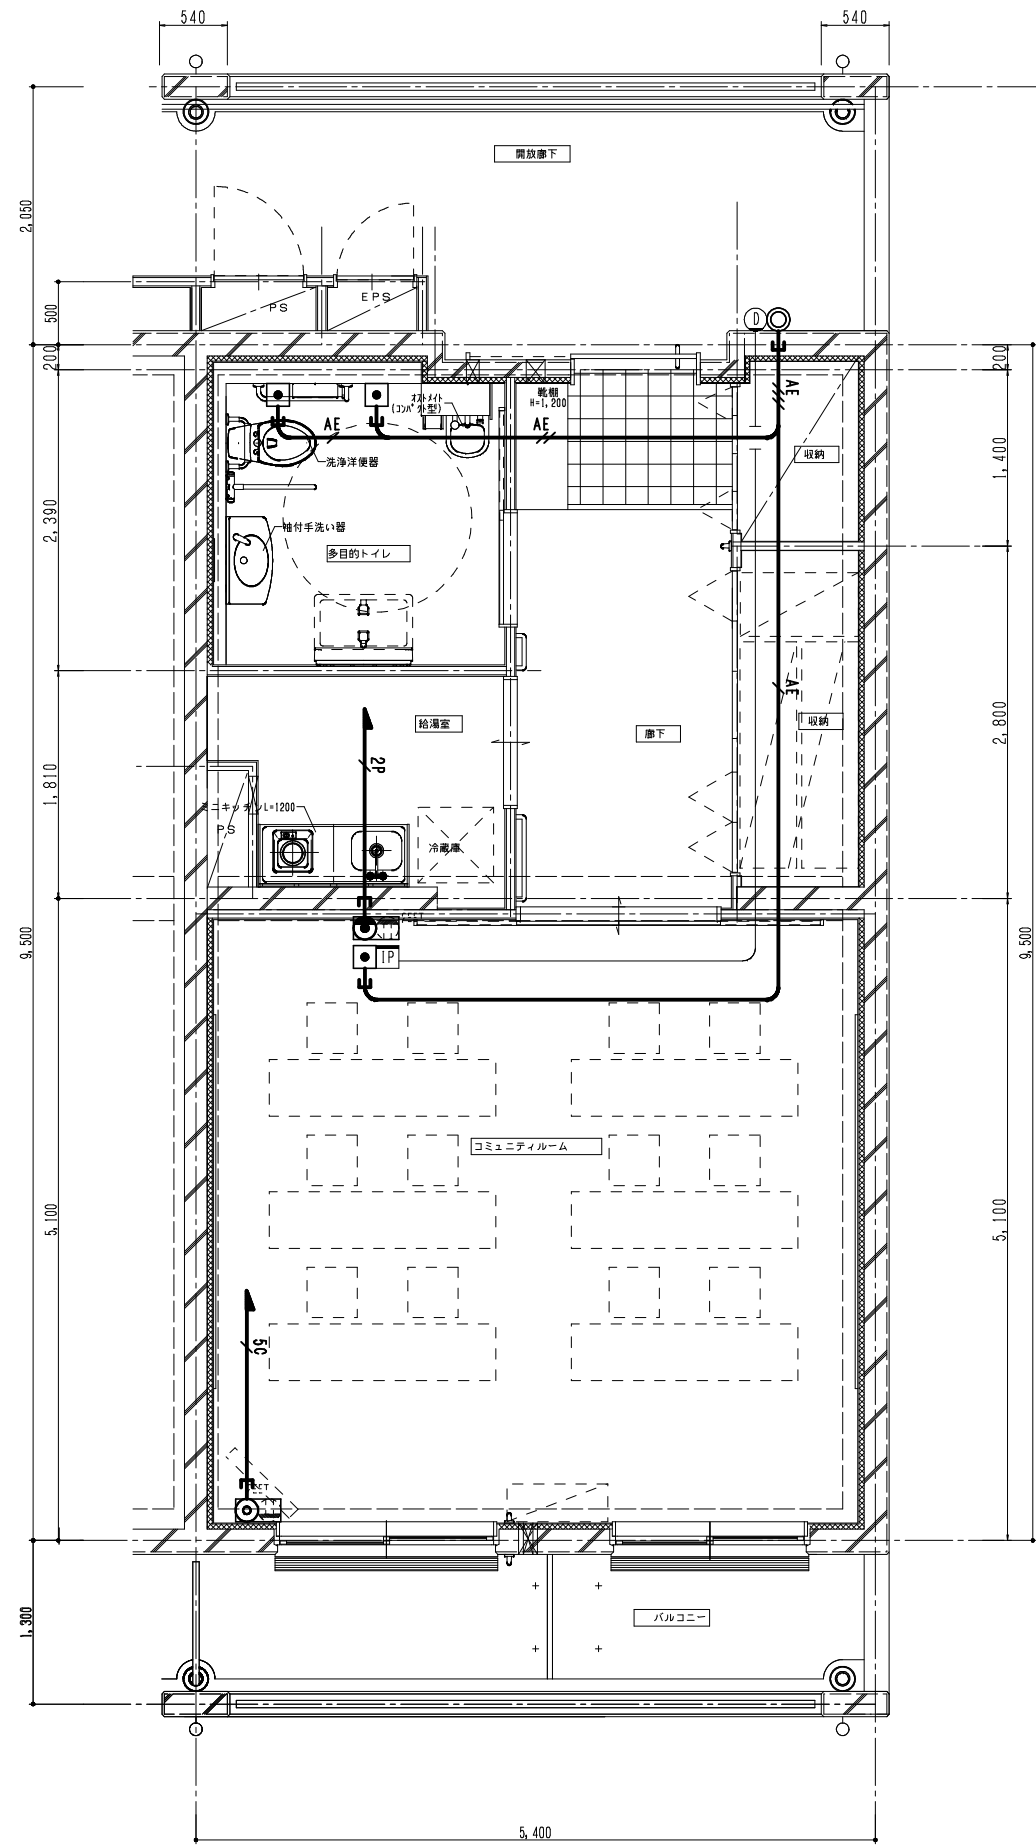 540
540
開放廊下
2,050
500
PS
EPS
D
200
200
靴棚
H=1,200
オストメイト
(コンパクト型)
AE
AE
AE
洗浄洋便器
収納
1,400
2,390
袖付手洗い器
多目的トイレ
AE
給湯室
廊下
収納
2,800
2P
1,810
ミニキッチンL=1200
PS
冷蔵庫
9,500
9,500
IP
コミュニティルーム
5,100
5,100
5C
1,300
バルコニー
5,400